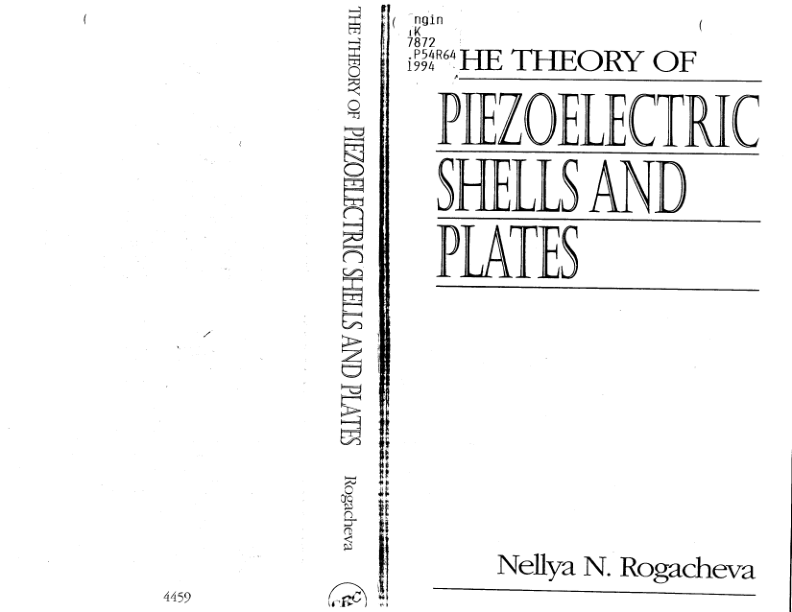 4459
THE THEORY OF PIEZOELECTRIC SHELLS AND PLATES Rogacheva
ngin
K
7872
.P54R64
1994
HE THEORY OF
PIEZOELECTRIC
SHELLS AND
PLATES
Nellya N. Rogacheva